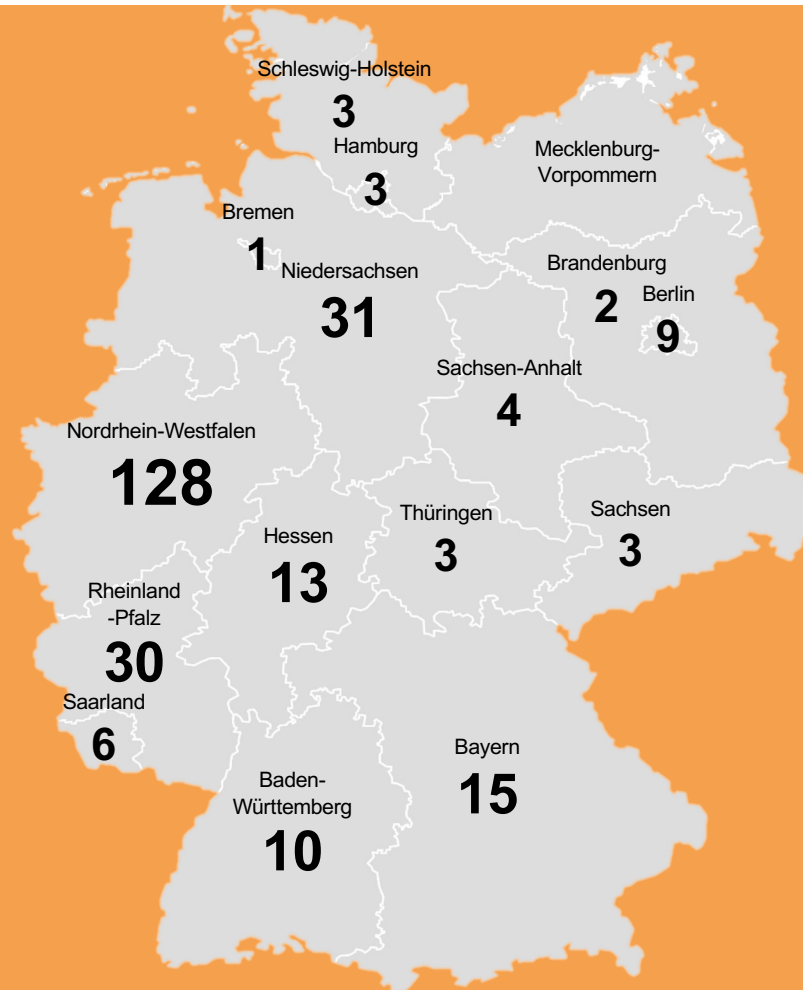 Schleswig-Holstein
3
Hamburg
3
Mecklenburg-
Vorpommern
Bremen
1
Niedersachsen
31
Brandenburg
2
Berlin
9
Sachsen-Anhalt
4
Nordrhein-Westfalen
128
Hessen
13
Thüringen
3
Sachsen
3
Rheinland
-Pfalz
30
Saarland
6
Baden-
Württemberg
10
Bayern
15